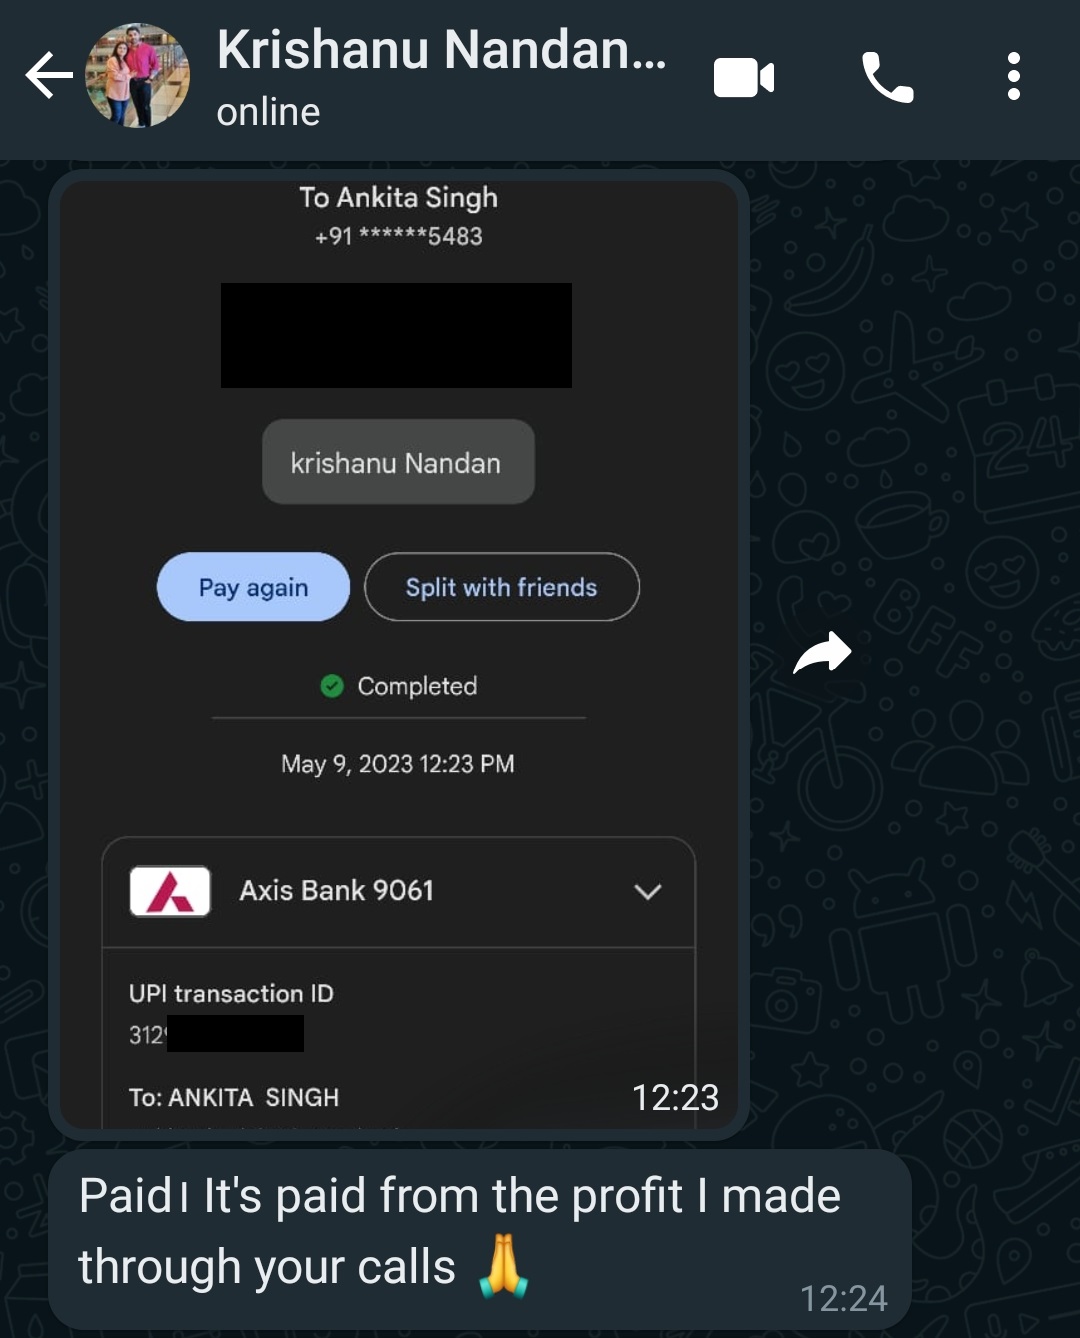 Krishanu Nandan...
online
To Ankita Singh
+91 ******5483
krishanu Nandan
Pay again
Split with friends
Completed
May 9, 2023 12:23 PM
Axis Bank 9061
UPI transaction ID
312
To: ANKITA SINGH
12:23
Paid। It's paid from the profit I made
through your calls 🙏
12:24